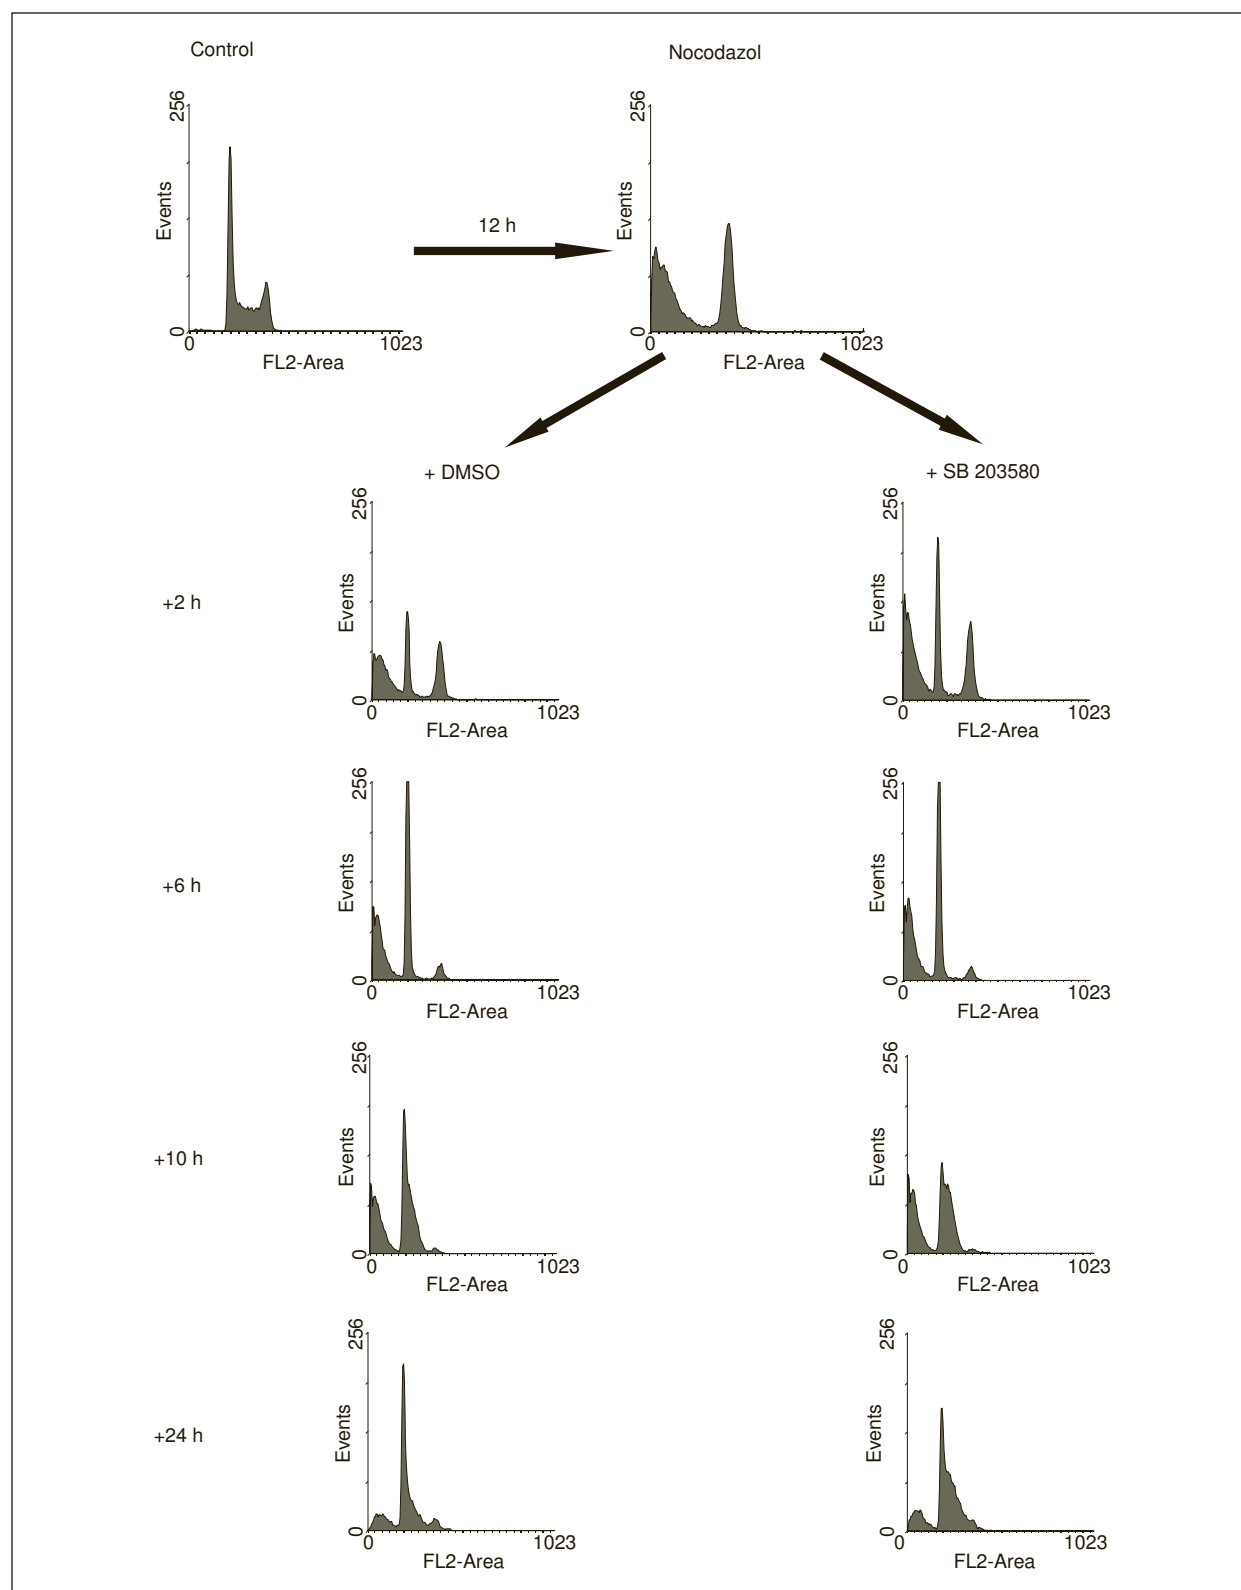 Control
Nocodazol
256
Events
0
0
1023
FL2-Area
12 h
256
Events
0
0
1023
FL2-Area
+ DMSO
+ SB 203580
+2 h
256
Events
0
0
1023
FL2-Area
256
Events
0
0
1023
FL2-Area
+6 h
256
Events
0
0
1023
FL2-Area
256
Events
0
0
1023
FL2-Area
+10 h
256
Events
0
0
1023
FL2-Area
256
Events
0
0
1023
FL2-Area
+24 h
256
Events
0
0
1023
FL2-Area
256
Events
0
0
1023
FL2-Area